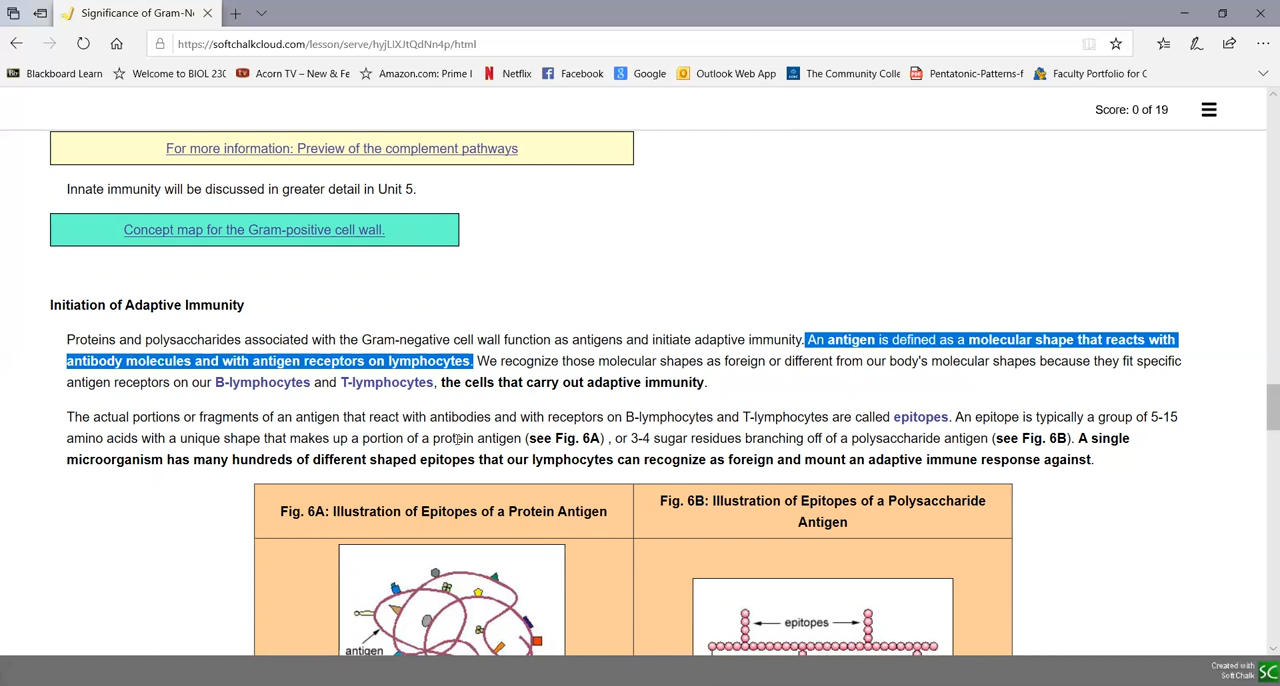 Significance of Gram-Ne
https://softchalkcloud.com/lesson/serve/hyjLlXJtQdNn4p/html
Blackboard Learn Welcome to BIOL 230 Acorn TV – New & Fe Amazon.com: Prime I Netflix Facebook Google Outlook Web App The Community Colle Pentatonic-Patterns-f Faculty Portfolio for C
Score: 0 of 19
For more information: Preview of the complement pathways
Innate immunity will be discussed in greater detail in Unit 5.
Concept map for the Gram-positive cell wall.
Initiation of Adaptive Immunity
Proteins and polysaccharides associated with the Gram-negative cell wall function as antigens and initiate adaptive immunity. An antigen is defined as a molecular shape that reacts with
antibody molecules and with antigen receptors on lymphocytes. We recognize those molecular shapes as foreign or different from our body's molecular shapes because they fit specific
antigen receptors on our B-lymphocytes and T-lymphocytes, the cells that carry out adaptive immunity.
The actual portions or fragments of an antigen that react with antibodies and with receptors on B-lymphocytes and T-lymphocytes are called epitopes. An epitope is typically a group of 5-15
amino acids with a unique shape that makes up a portion of a protein antigen (see Fig. 6A) , or 3-4 sugar residues branching off of a polysaccharide antigen (see Fig. 6B). A single
microorganism has many hundreds of different shaped epitopes that our lymphocytes can recognize as foreign and mount an adaptive immune response against.
Fig. 6A: Illustration of Epitopes of a Protein Antigen
Fig. 6B: Illustration of Epitopes of a Polysaccharide
Antigen
antigen
epitopes
Created with
SoftChalk
SC